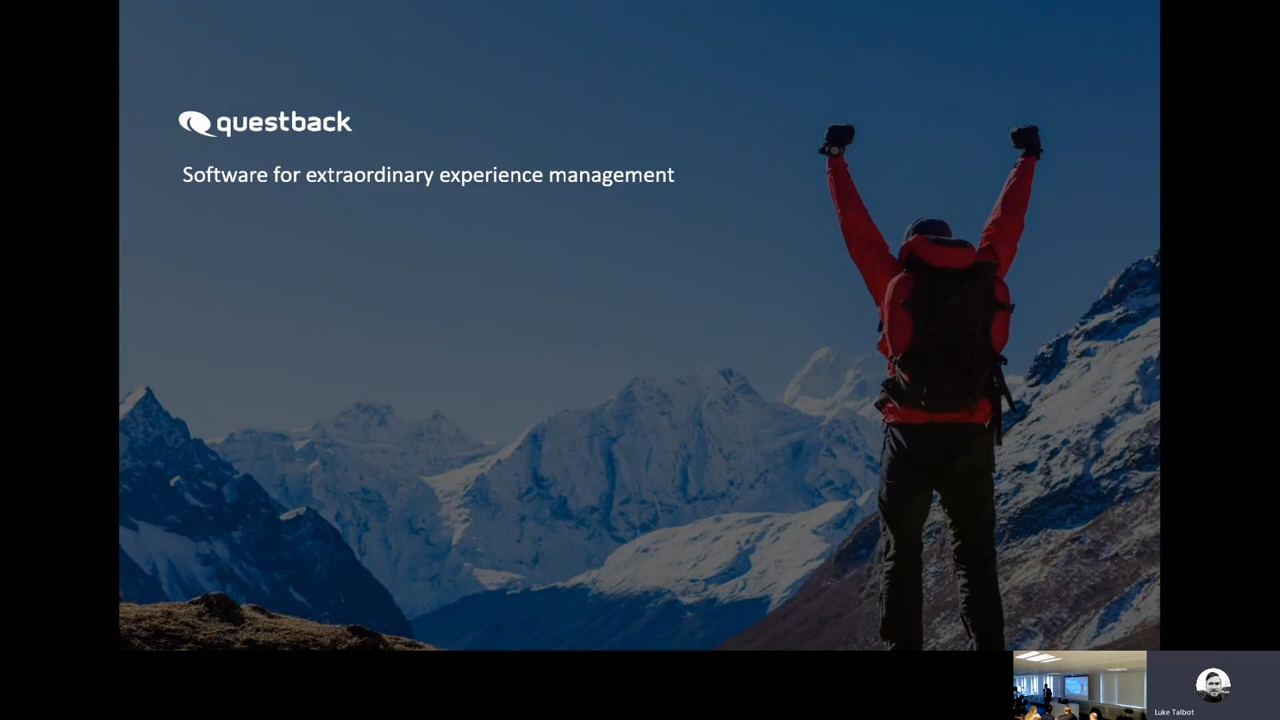 questback
Software for extraordinary experience management
Luke Talbot